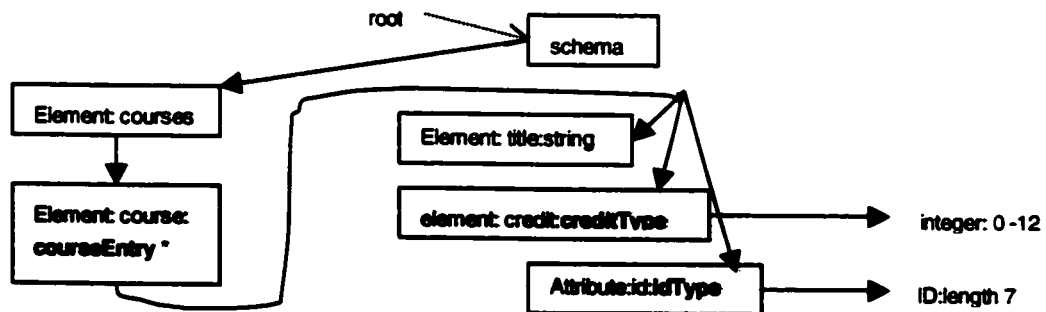 root
schema
Element: courses
Element: title:string
Element: course:
courseEntry *
element: credit:creditType
integer: 0 -12
Attribute:id:IdType
ID:length 7